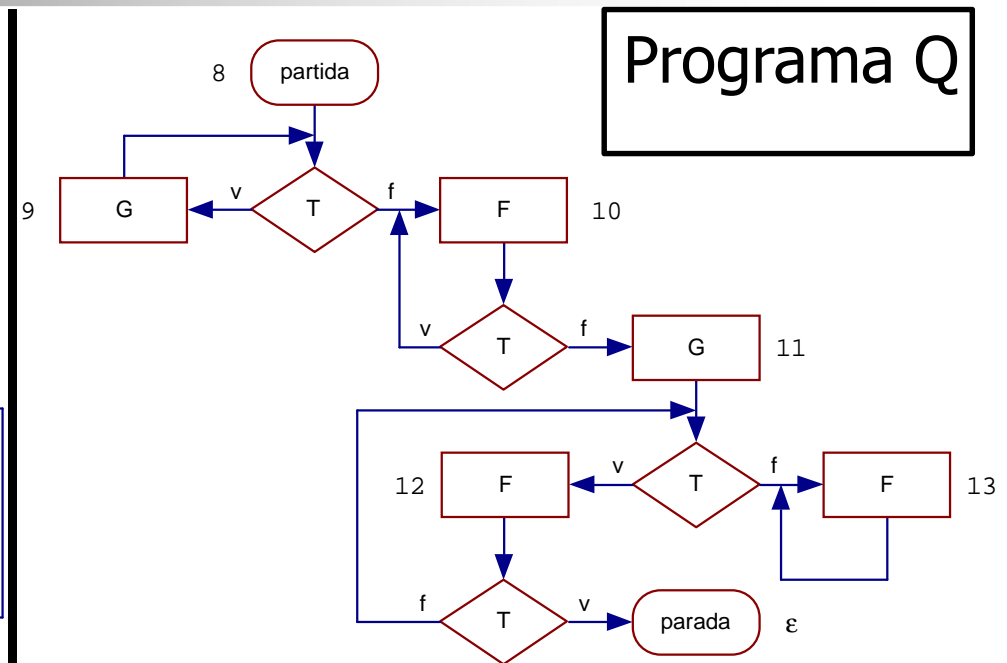 Programa Q
8 partida
9 G v T f F 10
v T f G 11
12 F v T f F 13
f T v parada ε